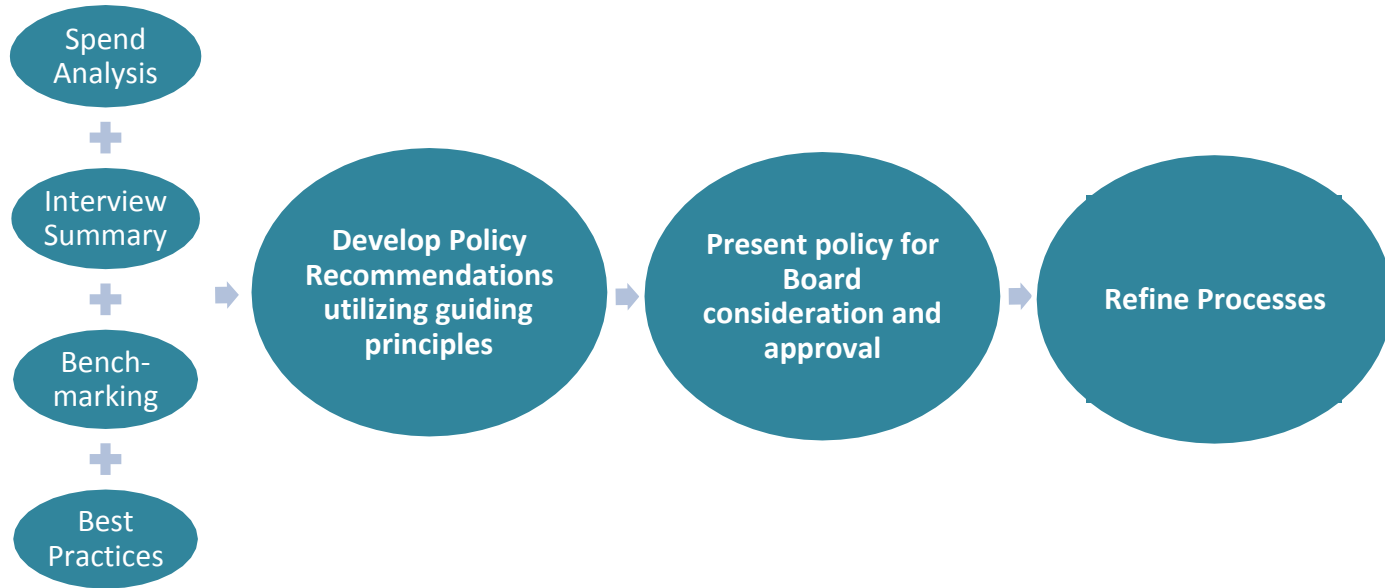 Spend
Analysis
Interview
Summary
Bench-
marking
Best
Practices
Develop Policy
Recommendations
utilizing guiding
principles
Present policy for
Board
consideration and
approval
Refine Processes